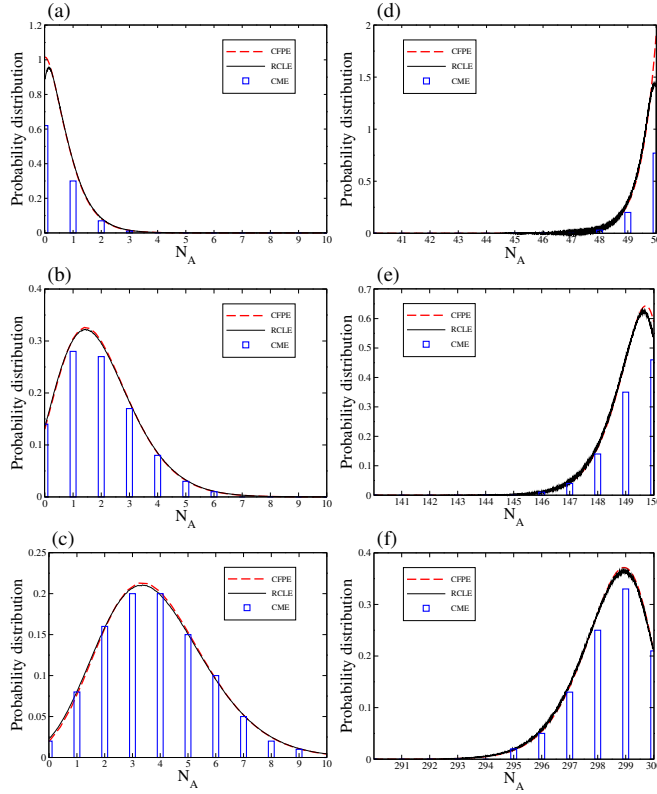 (a)
Probability distribution
1.2
1
0.8
0.6
0.4
0.2
0
0 1 2 3 4 5 6 7 8 9 10
N_A
CFPE
RCLE
CME
(d)
Probability distribution
2
1.5
1
0.5
0
41 42 43 44 45 46 47 48 49 50
N_A
CFPE
RCLE
CME
(b)
Probability distribution
0.4
0.3
0.2
0.1
0
0 1 2 3 4 5 6 7 8 9 10
N_A
CFPE
RCLE
CME
(e)
Probability distribution
0.7
0.6
0.5
0.4
0.3
0.2
0.1
0
141 142 143 144 145 146 147 148 149 150
N_A
CFPE
RCLE
CME
(c)
Probability distribution
0.25
0.2
0.15
0.1
0.05
0
0 1 2 3 4 5 6 7 8 9 10
N_A
CFPE
RCLE
CME
(f)
Probability distribution
0.4
0.3
0.2
0.1
0
291 292 293 294 295 296 297 298 299 300
N_A
CFPE
RCLE
CME